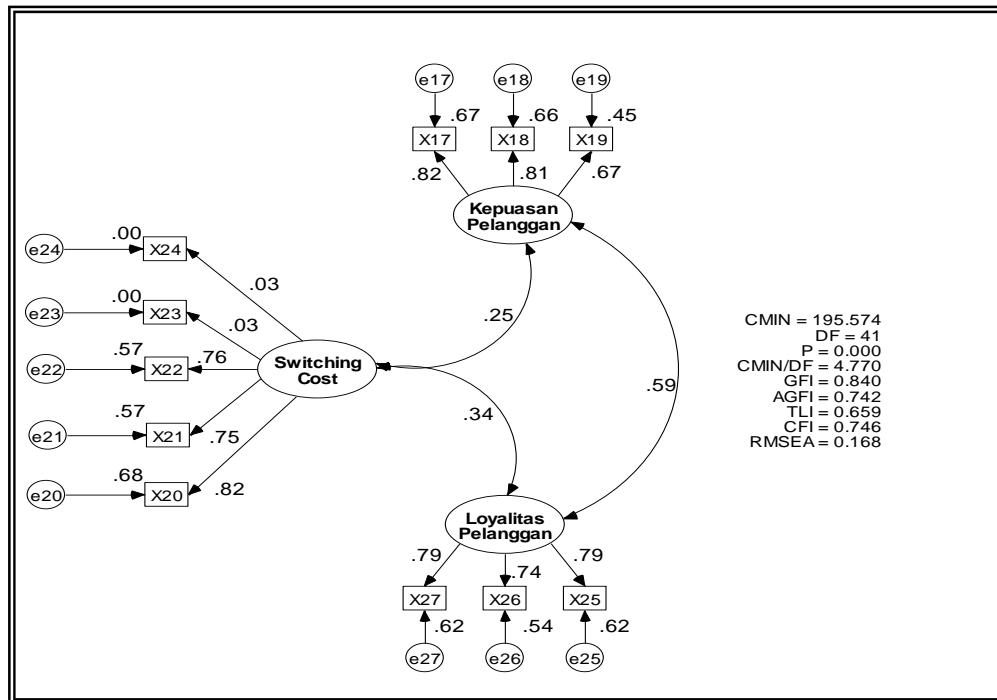 e17
e18
e19
.67
.66
.45
X17
X18
X19
.82
.81
.67
Kepuasan
Pelanggan
e24
.00
X24
.03
e23
.00
X23
.03
e22
.57
X22
.76
e21
.57
X21
.75
e20
.68
X20
.82
Switching
Cost
.25
.34
.59
CMIN = 195.574
DF = 41
P = 0.000
CMIN/DF = 4.770
GFI = 0.840
AGFI = 0.742
TLI = 0.659
CFI = 0.746
RMSEA = 0.168
Loyalitas
Pelanggan
.79
.74
.79
X27
X26
X25
.62
.54
.62
e27
e26
e25